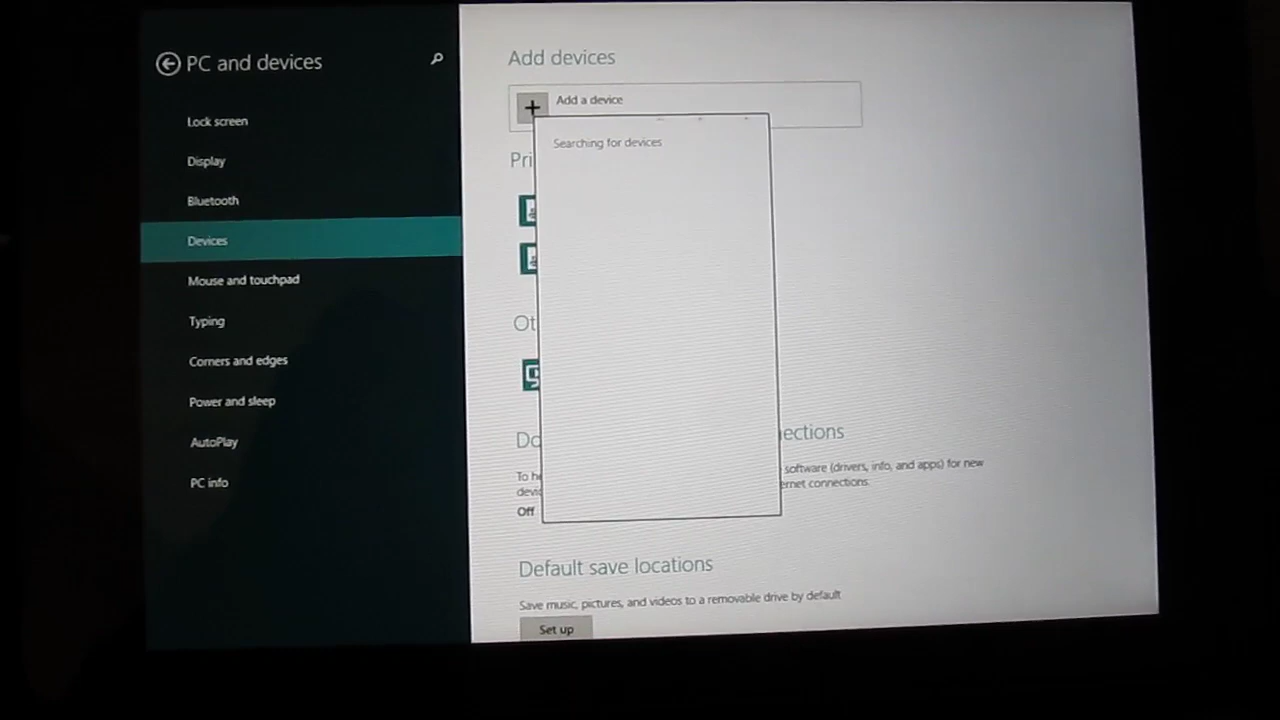 PC and devices
Lock screen
Display
Bluetooth
Devices
Mouse and touchpad
Typing
Corners and edges
Power and sleep
AutoPlay
PC info
Add devices
Add a device
Searching for devices
Pri
Ot
Do
ections
To he
software (drivers, info, and apps) for new
devic
ernet connections.
Off
Default save locations
Save music, pictures, and videos to a removable drive by default
Set up